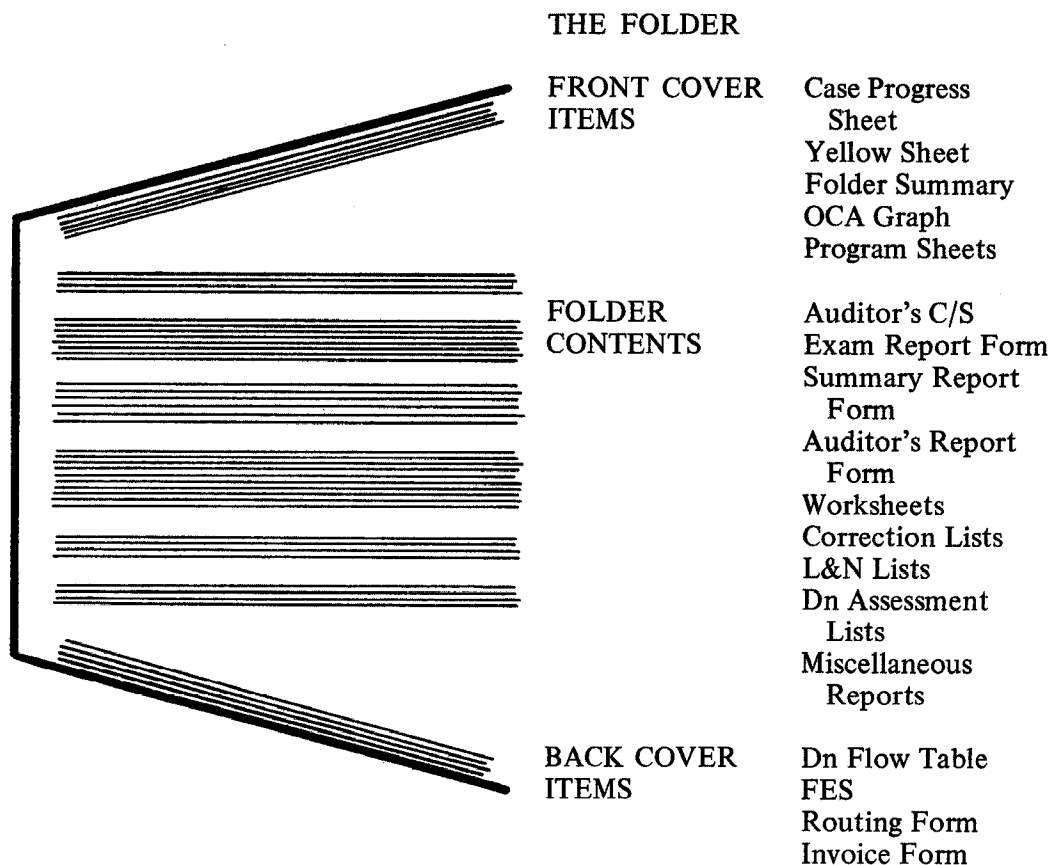 THE FOLDER
FRONT COVER
ITEMS
Case Progress
Sheet
Yellow Sheet
Folder Summary
OCA Graph
Program Sheets
FOLDER
CONTENTS
Auditor's C/S
Exam Report Form
Summary Report
Form
Auditor's Report
Form
Worksheets
Correction Lists
L&N Lists
Dn Assessment
Lists
Miscellaneous
Reports
BACK COVER
ITEMS
Dn Flow Table
FES
Routing Form
Invoice Form